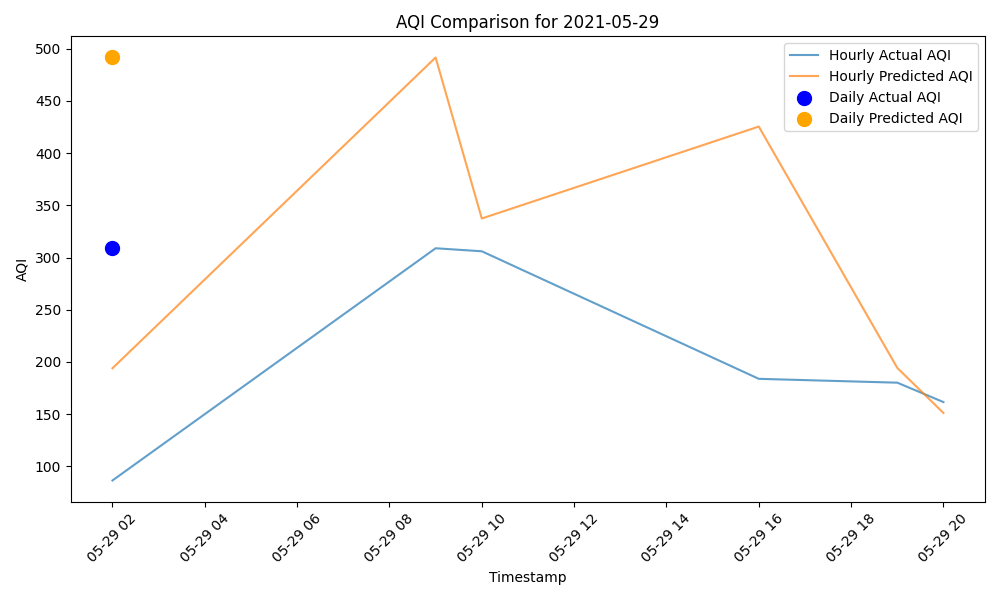 AQI Comparison for 2021-05-29
Hourly Actual AQI
Hourly Predicted AQI
Daily Actual AQI
Daily Predicted AQI
500
450
400
350
300
250
200
150
100
AQI
05-29 02
05-29 04
05-29 06
05-29 08
05-29 10
05-29 12
05-29 14
05-29 16
05-29 18
05-29 20
Timestamp